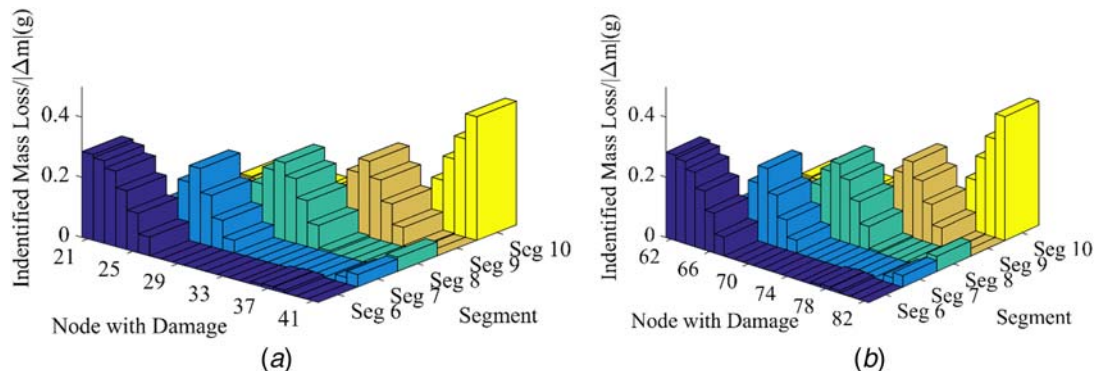 Indentified Mass Loss/|Δm|(g)
0.4
0.2
0
21
25
29
33
37
41
Node with Damage
Seg 6
Seg 7
Seg 8
Seg 9
Seg 10
Segment
(a)
Indentified Mass Loss/|Δm|(g)
0.4
0.2
0
62
66
70
74
78
82
Node with Damage
Seg 6
Seg 7
Seg 8
Seg 9
Seg 10
Segment
(b)